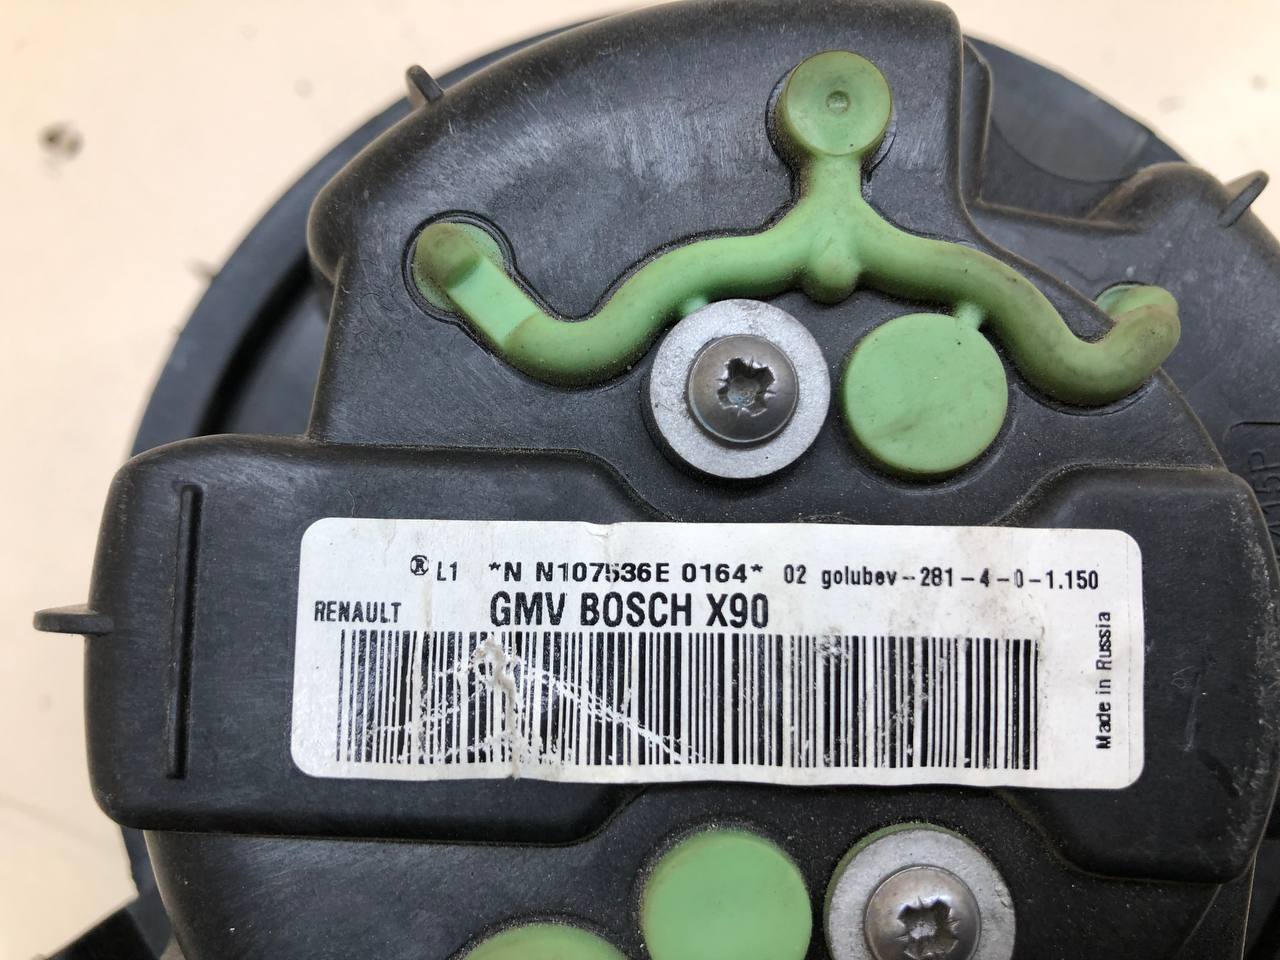 ® L1 *N N107536E 0164* 02 golubev-281-4-0-1.150
RENAULT GMV BOSCH X90
Made in Russia